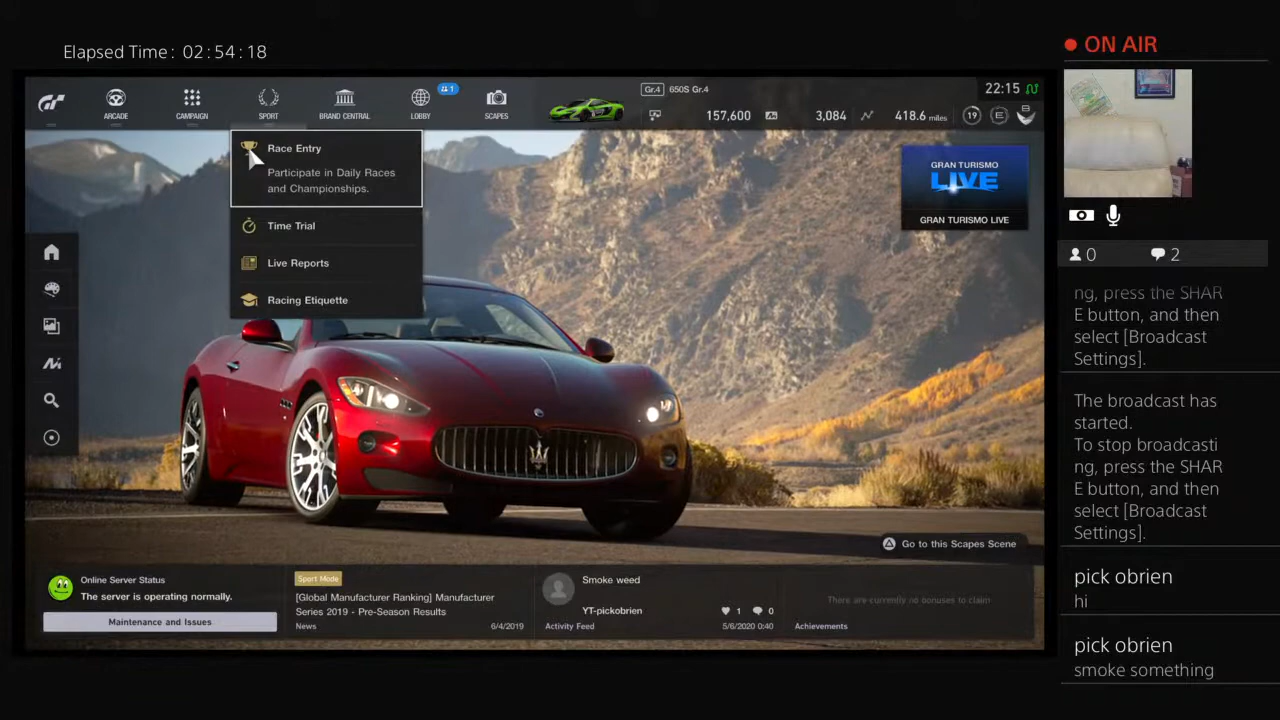 Elapsed Time: 02:54:18
ON AIR
ARCADE
CAMPAIGN
SPORT
BRAND CENTRAL
LOBBY
1
SCAPES
Gr.4 650S Gr.4
22:15
157,600
3,084
418.6 miles
19
E
Race Entry
Participate in Daily Races
and Championships.
Time Trial
Live Reports
Racing Etiquette
GRAN TURISMO
LIVE
GRAN TURISMO LIVE
Go to this Scapes Scene
Online Server Status
The server is operating normally.
Maintenance and Issues
Sport Mode
[Global Manufacturer Ranking] Manufacturer
Series 2019 - Pre-Season Results
News 6/4/2019
Smoke weed
YT-pickobrien
1 0
Activity Feed 5/6/2020 0:40
There are currently no bonuses to claim
Achievements
0 2
ng, press the SHAR
E button, and then
select [Broadcast
Settings].
The broadcast has
started.
To stop broadcasti
ng, press the SHAR
E button, and then
select [Broadcast
Settings].
pick obrien
hi
pick obrien
smoke something